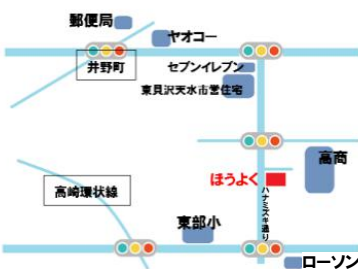 郵便局
ヤオコー
井野町
セブンイレブン
東貝沢天水市営住宅
高商
ほうよく
高崎環状線
ハナミズキ通り
東部小
ローソン